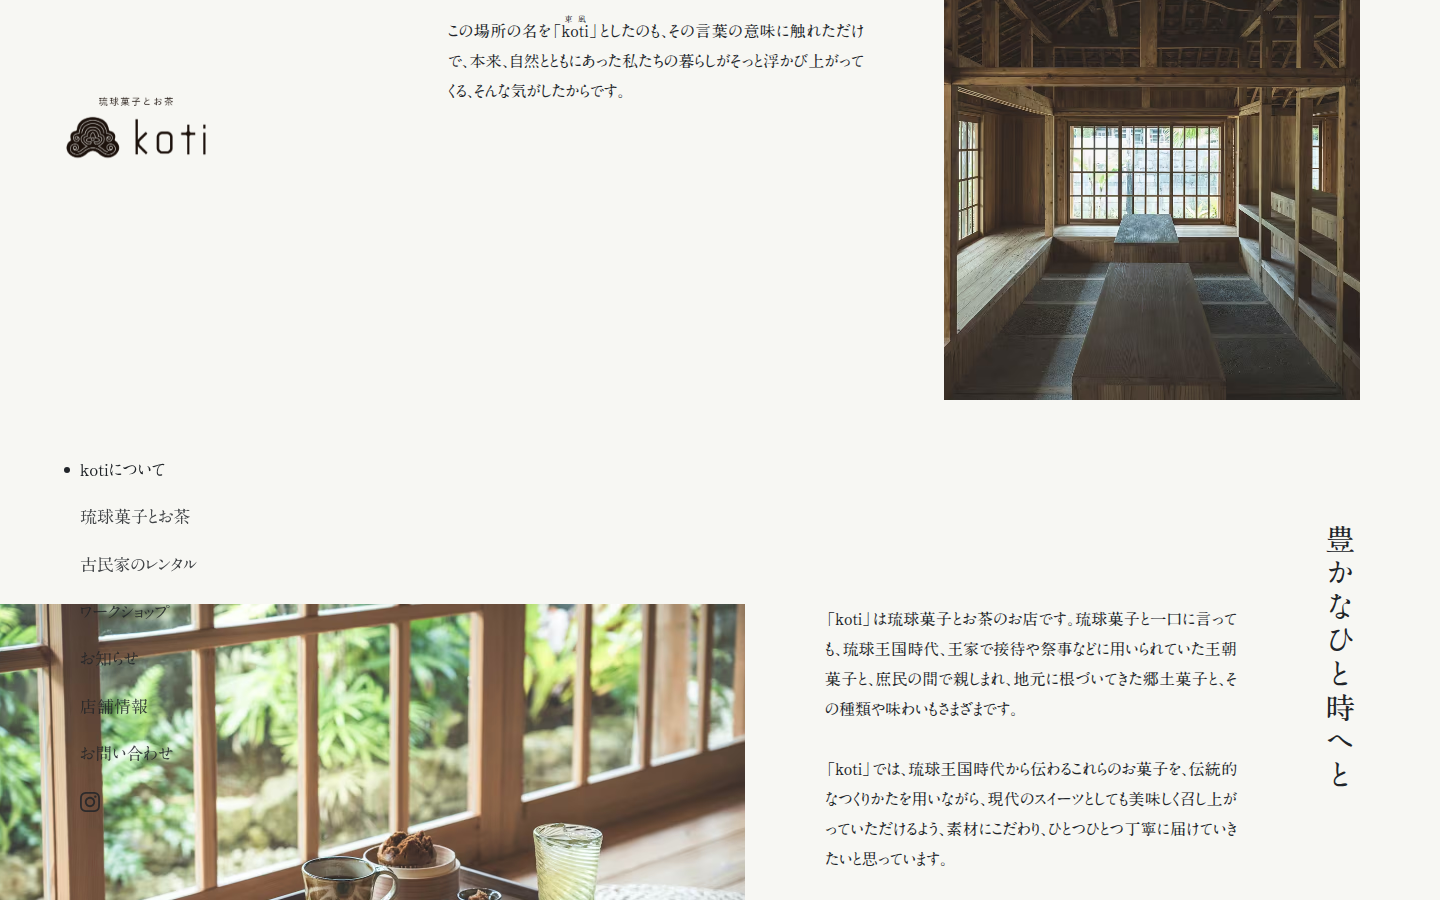 琉球菓子とお茶
koti
kotiについて
琉球菓子とお茶
古民家のレンタル
ワークショップ
お知らせ
店舗情報
お問い合わせ
東風
この場所の名を「koti」としたのも、その言葉の意味に触れただけ
で、本来、自然とともにあった私たちの暮らしがそっと浮かび上がって
くる、そんな気がしたからです。
豊かなひと時へと
「koti」は琉球菓子とお茶のお店です。琉球菓子と一口に言って
も、琉球王国時代、王家で接待や祭事などに用いられていた王朝
菓子と、庶民の間で親しまれ、地元に根づいてきた郷土菓子と、そ
の種類や味わいもさまざまです。
「koti」では、琉球王国時代から伝わるこれらのお菓子を、伝統的
なつくりかたを用いながら、現代のスイーツとしても美味しく召し上が
っていただけるよう、素材にこだわり、ひとつひとつ丁寧に届けていき
たいと思っています。